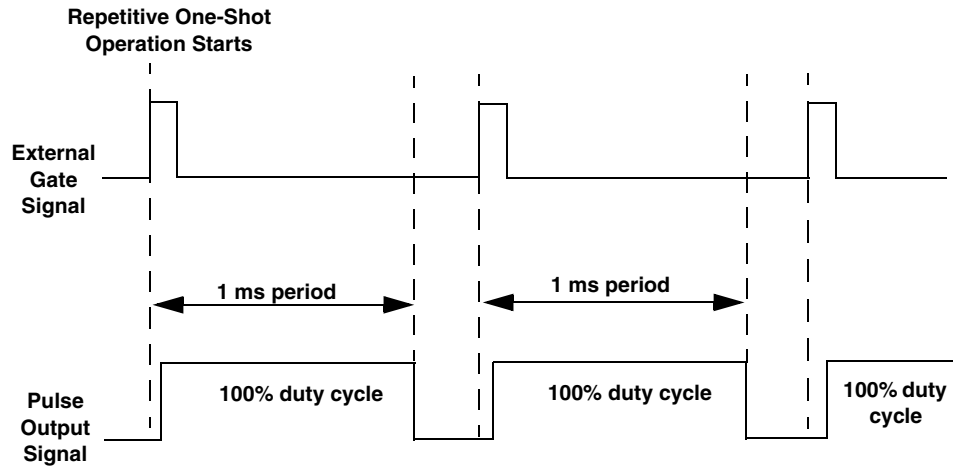 Repetitive One-Shot
Operation Starts
External
Gate
Signal
1 ms period
1 ms period
Pulse
Output
Signal
100% duty cycle
100% duty cycle
100% duty
cycle